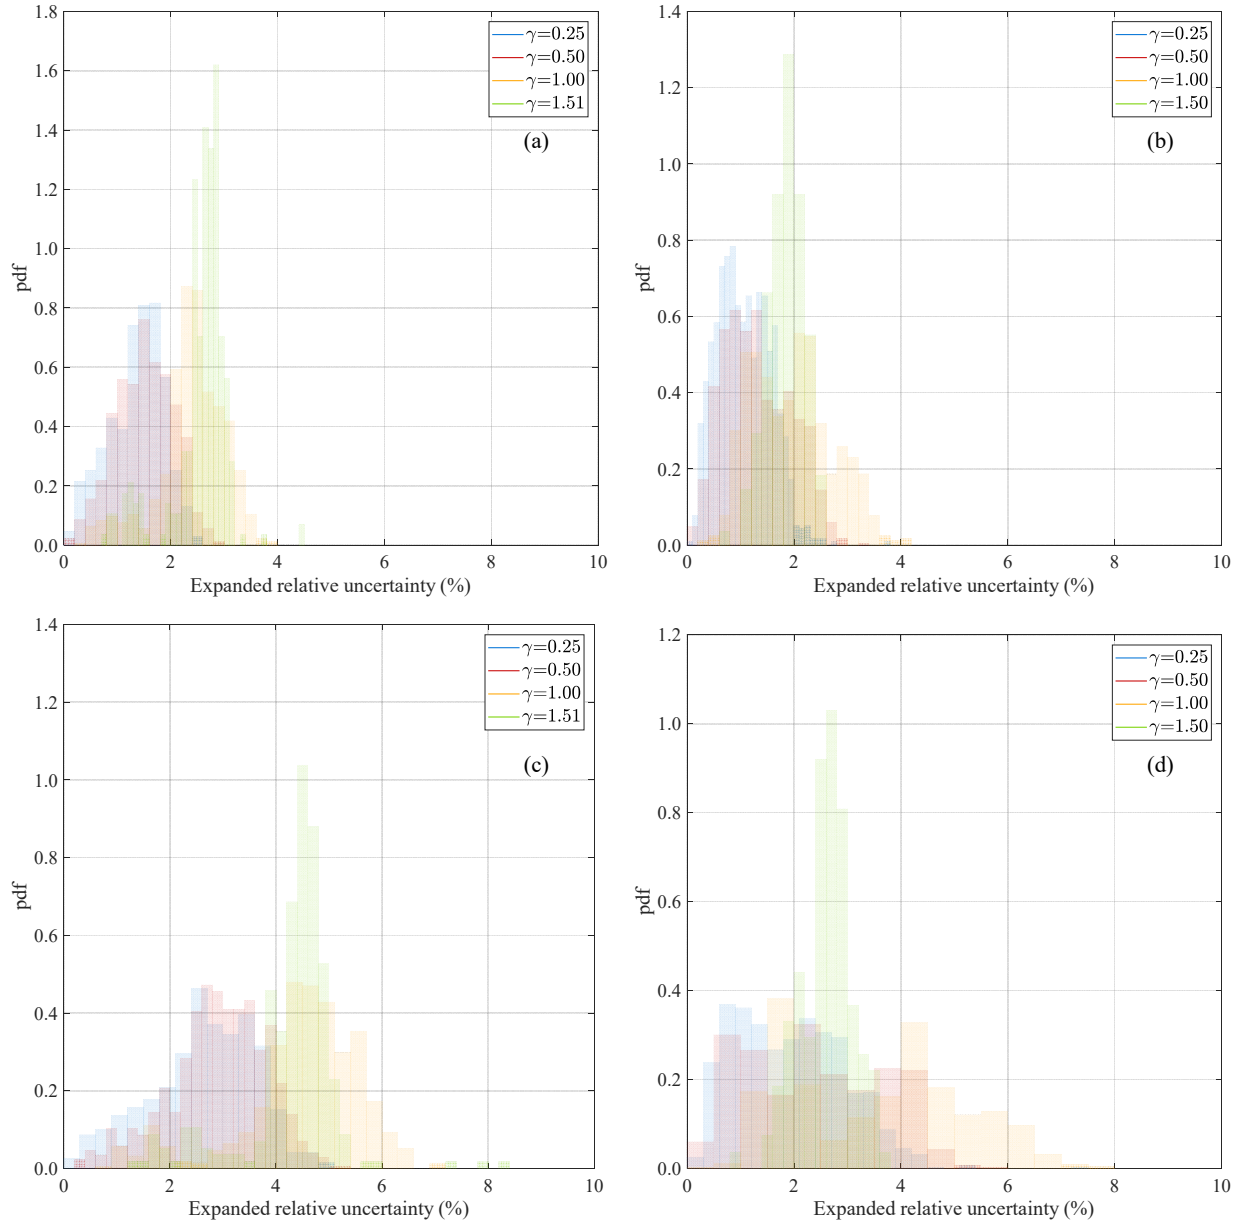 1.8
1.6
1.4
1.2
1.0
0.8
0.6
0.4
0.2
0.0
pdf
0 2 4 6 8 10
Expanded relative uncertainty (%)
γ=0.25
γ=0.50
γ=1.00
γ=1.51
(a)
1.4
1.2
1.0
0.8
0.6
0.4
0.2
0.0
pdf
0 2 4 6 8 10
Expanded relative uncertainty (%)
γ=0.25
γ=0.50
γ=1.00
γ=1.50
(b)
1.4
1.2
1.0
0.8
0.6
0.4
0.2
0.0
pdf
0 2 4 6 8 10
Expanded relative uncertainty (%)
γ=0.25
γ=0.50
γ=1.00
γ=1.51
(c)
1.2
1.0
0.8
0.6
0.4
0.2
0.0
pdf
0 2 4 6 8 10
Expanded relative uncertainty (%)
γ=0.25
γ=0.50
γ=1.00
γ=1.50
(d)